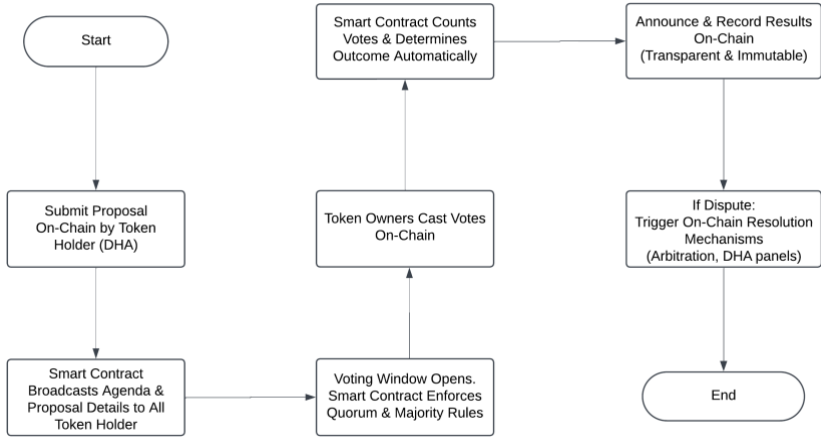 Start
Submit Proposal
On-Chain by Token
Holder (DHA)
Smart Contract
Broadcasts Agenda &
Proposal Details to All
Token Holder
Voting Window Opens.
Smart Contract Enforces
Quorum & Majority Rules
Token Owners Cast Votes
On-Chain
Smart Contract Counts
Votes & Determines
Outcome Automatically
Announce & Record Results
On-Chain
(Transparent & Immutable)
If Dispute:
Trigger On-Chain Resolution
Mechanisms
(Arbitration, DHA panels)
End